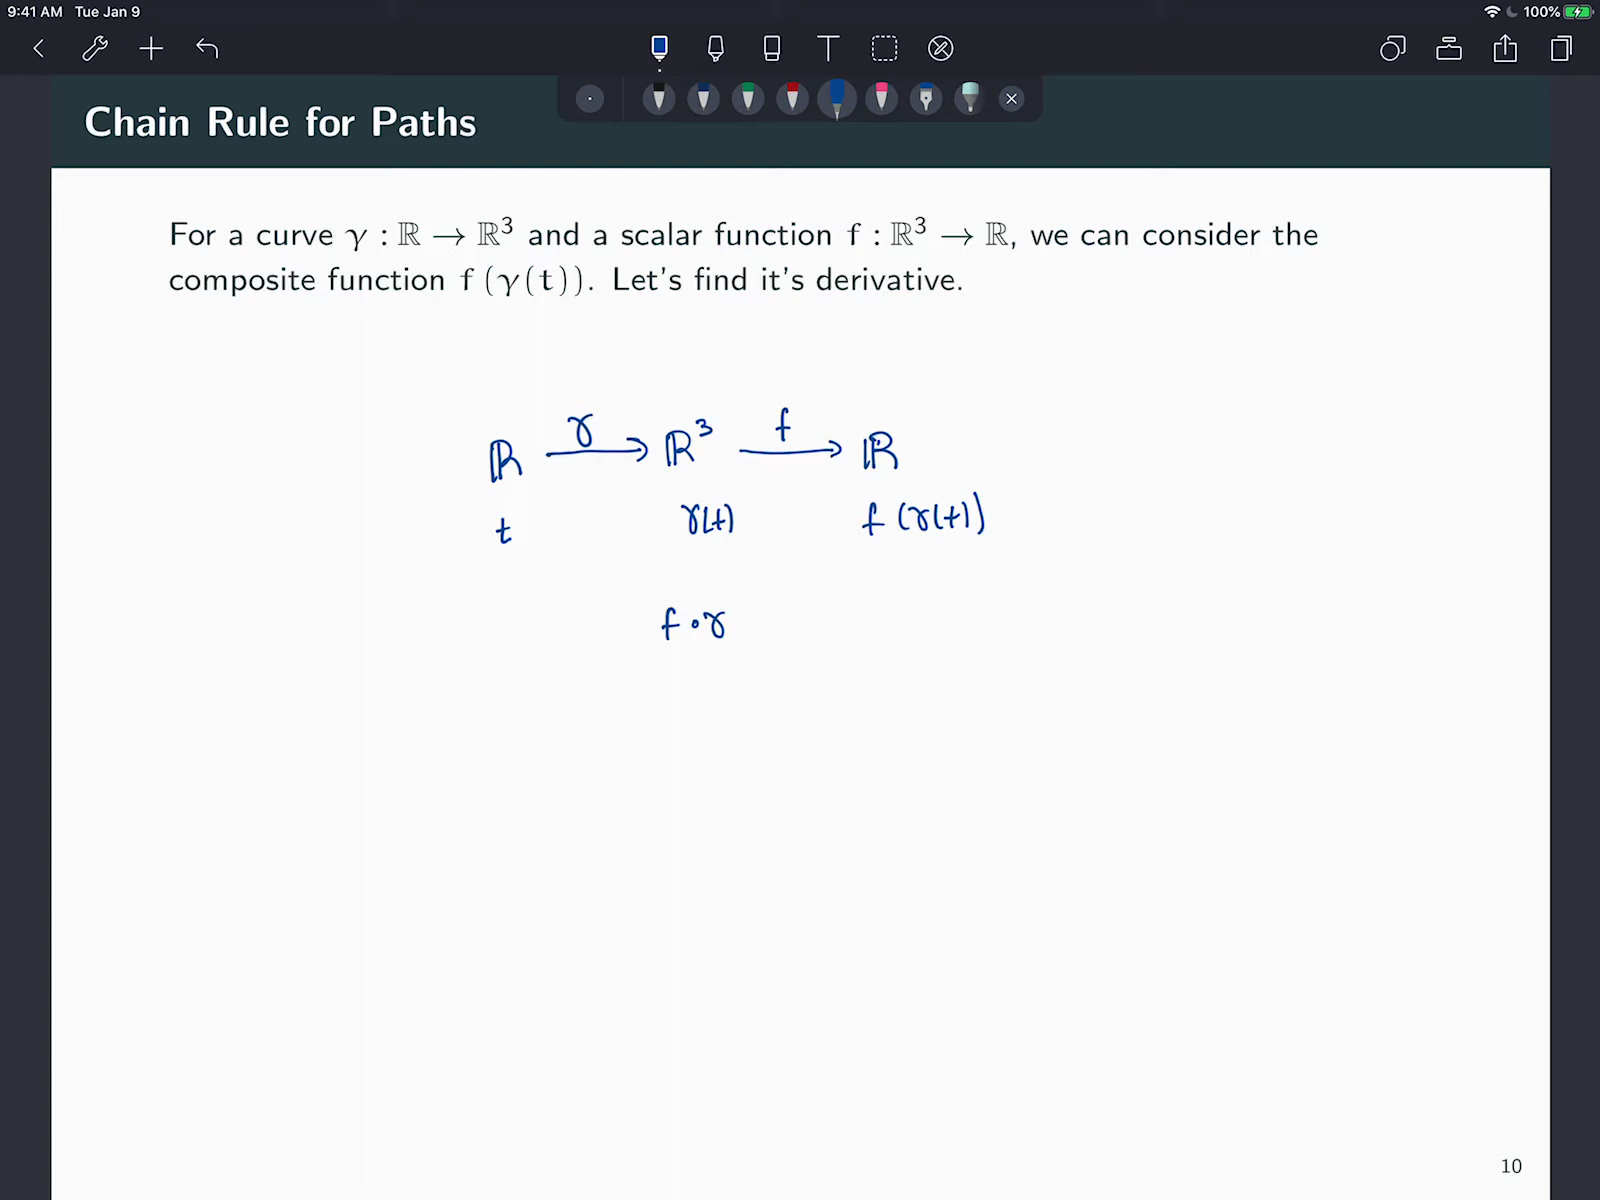 9:41 AM Tue Jan 9
100%
Chain Rule for Paths
For a curve γ : ℝ → ℝ³ and a scalar function f : ℝ³ → ℝ, we can consider the
composite function f (γ(t)). Let's find it's derivative.
ℝ —γ→ ℝ³ —f→ ℝ
t γ(t) f (γ(t))
f ∘ γ
10